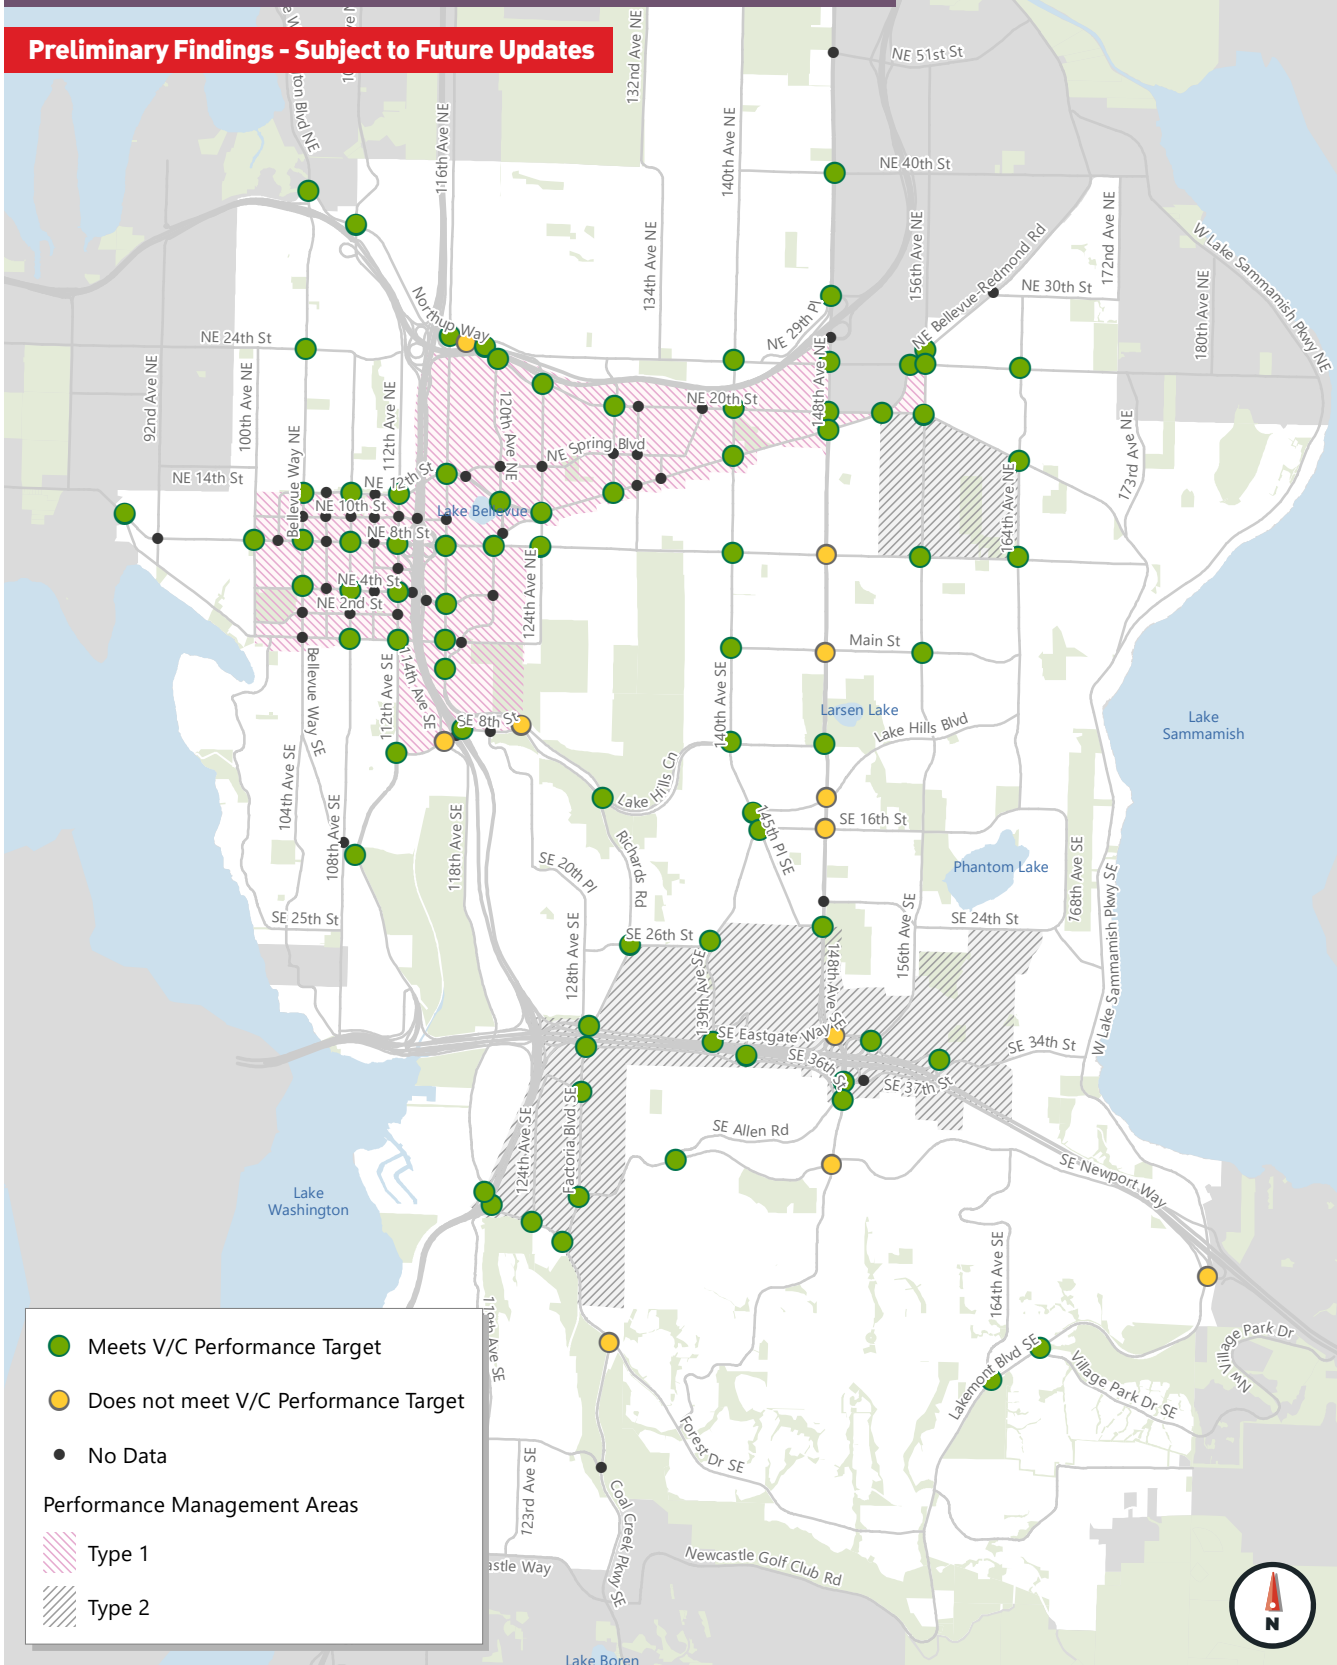 Preliminary Findings - Subject to Future Updates
132nd Ave NE
NE 51st St
ton Blvd NE
116th Ave NE
140th Ave NE
NE 40th St
134th Ave NE
156th Ave NE
172nd Ave NE
W Lake Sammamish Pkwy NE
NE Bellevue-Redmond Rd
NE 30th St
180th Ave NE
Northup Way
NE 29th Pl
NE 24th St
148th Ave NE
92nd Ave NE
100th Ave NE
112th Ave NE
120th Ave NE
NE 20th St
NE Spring Blvd
173rd Ave NE
Bellevue Way NE
NE 14th St
NE 12th St
NE 10th St
Lake Bellevue
164th Ave NE
NE 8th St
NE 4th St
NE 2nd St
124th Ave NE
Main St
Bellevue Way SE
112th Ave SE
114th Ave SE
140th Ave SE
Larsen Lake
Lake Hills Blvd
Lake
Sammamish
SE 8th St
104th Ave SE
108th Ave SE
118th Ave SE
Lake Hills Cn
145th Pl SE
SE 16th St
Richards Rd
SE 20th Pl
Phantom Lake
168th Ave SE
W Lake Sammamish Pkwy SE
SE 25th St
SE 24th St
128th Ave SE
SE 26th St
139th Ave SE
148th Ave SE
156th Ave SE
SE Eastgate Way
SE 36th St
SE 34th St
SE 37th St
124th Ave SE
Factoria Blvd SE
SE Allen Rd
SE Newport Way
Lake
Washington
164th Ave SE
119th Ave SE
Lakemont Blvd SE
Village Park Dr SE
NW Village Park Dr
Forest Dr SE
123rd Ave SE
Coal Creek Pkwy SE
astle Way
Newcastle Golf Club Rd
Lake Boren
Meets V/C Performance Target
Does not meet V/C Performance Target
No Data
Performance Management Areas
Type 1
Type 2
N